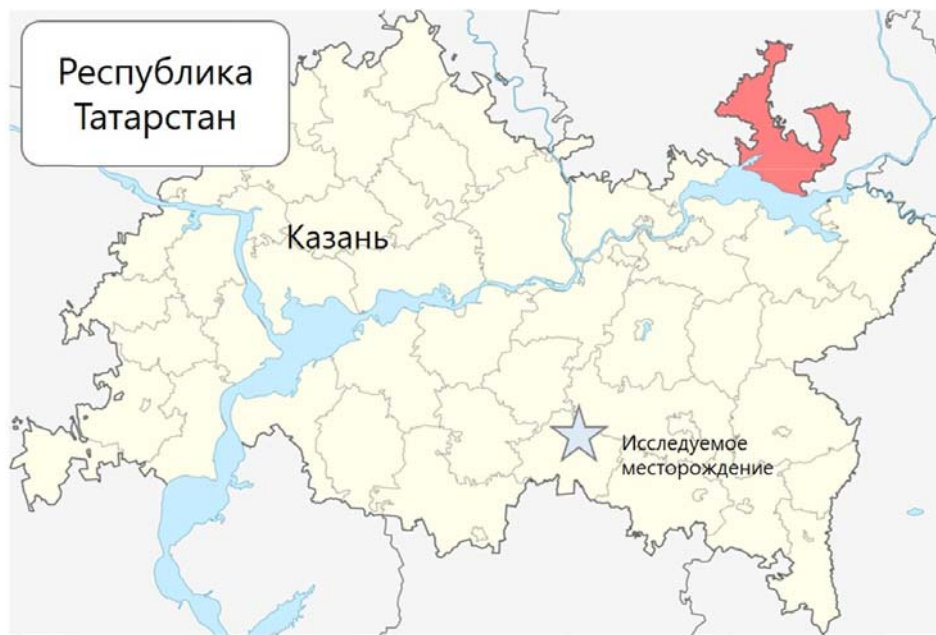 Республика
Татарстан
Казань
Исследуемое
месторождение